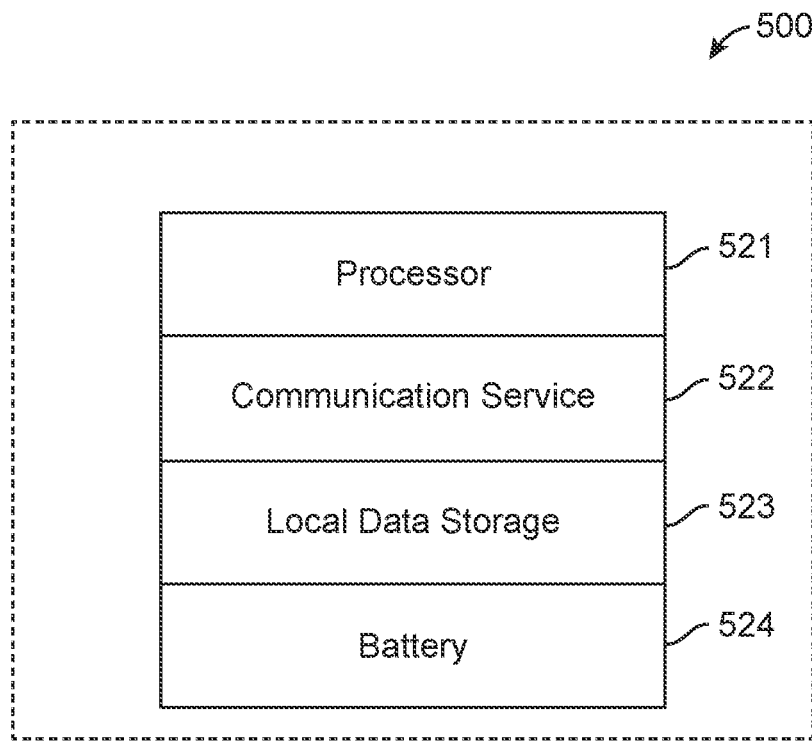 500
Processor 521
Communication Service 522
Local Data Storage 523
Battery 524